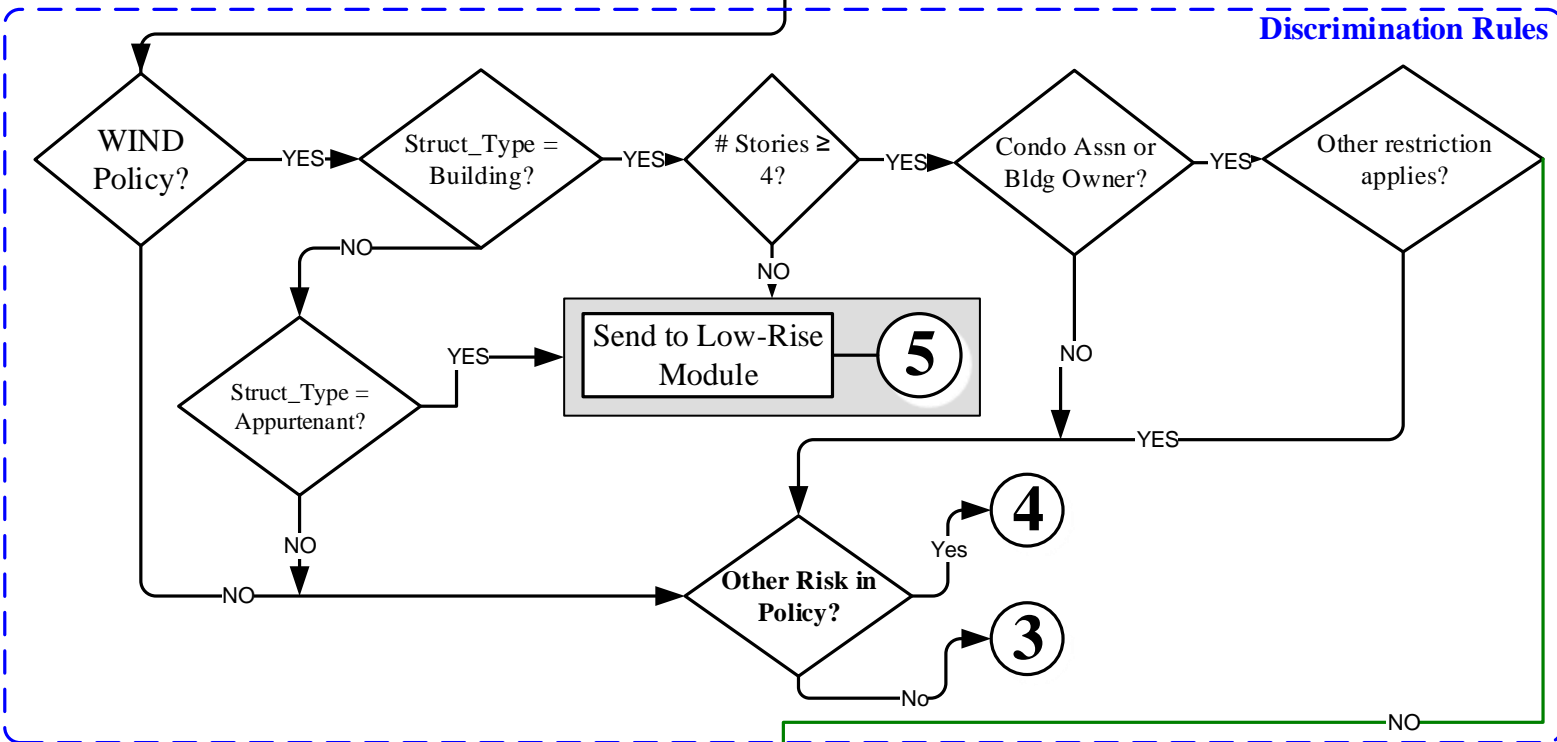 Discrimination Rules
WIND
Policy?
YES
Struct_Type =
Building?
YES
# Stories ≥
4?
YES
Condo Assn or
Bldg Owner?
YES
Other restriction
applies?
NO
NO
Send to Low-Rise
Module
5
YES
NO
Struct_Type =
Appurtenant?
YES
4
NO
Yes
Other Risk in
Policy?
NO
3
No
NO